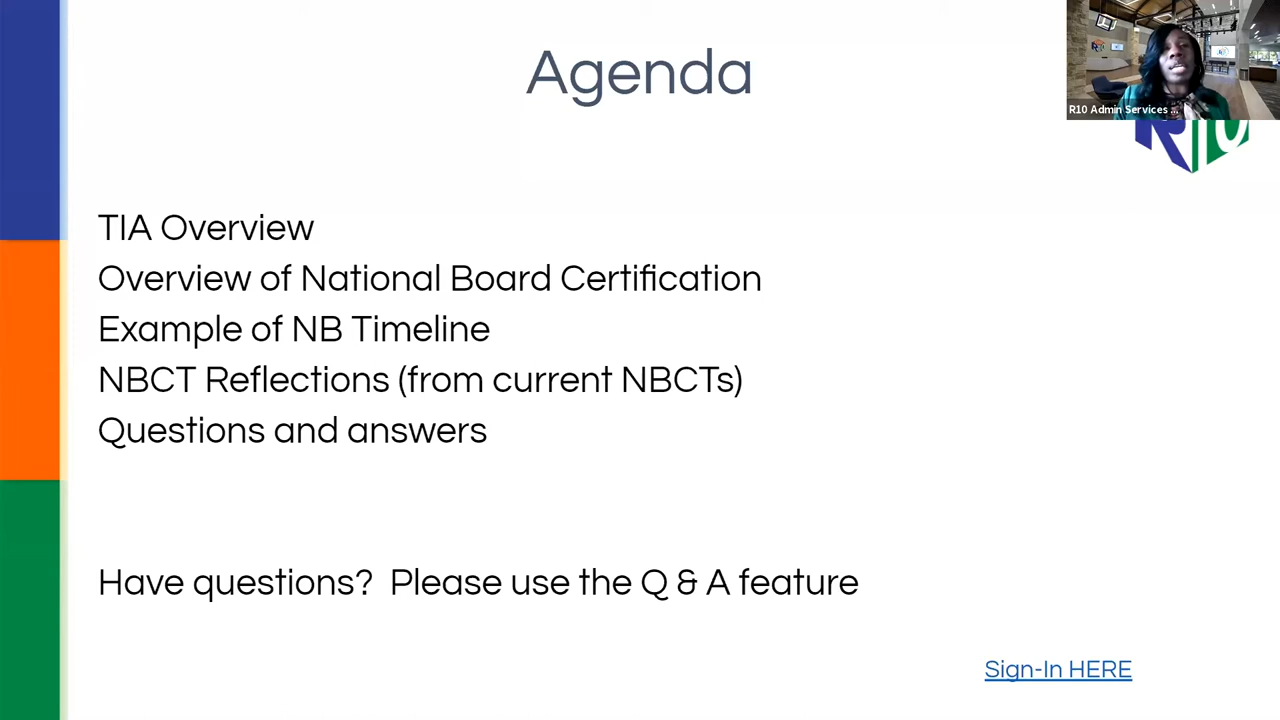 Agenda
R10 Admin Services ...
R10
TIA Overview
Overview of National Board Certification
Example of NB Timeline
NBCT Reflections (from current NBCTs)
Questions and answers
Have questions?  Please use the Q & A feature
Sign-In HERE